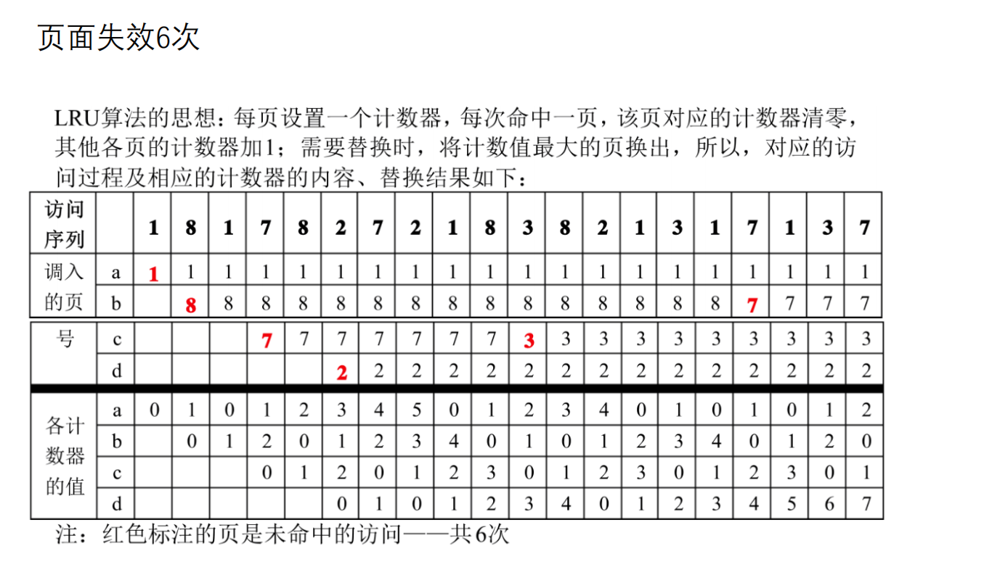 页面失效6次
LRU算法的思想：每页设置一个计数器，每次命中一页，该页对应的计数器清零，
其他各页的计数器加1；需要替换时，将计数值最大的页换出，所以，对应的访
问过程及相应的计数器的内容、替换结果如下：
访问
序列 1 8 1 7 8 2 7 2 1 8 3 8 2 1 3 1 7 1 3 7
调入 a 1 1 1 1 1 1 1 1 1 1 1 1 1 1 1 1 1 1 1 1
的页 b 8 8 8 8 8 8 8 8 8 8 8 8 8 8 8 7 7 7 7
号 c 7 7 7 7 7 7 7 3 3 3 3 3 3 3 3 3 3
d 2 2 2 2 2 2 2 2 2 2 2 2 2 2 2
各计
数器
的值
a 0 1 0 1 2 3 4 5 0 1 2 3 4 0 1 0 1 0 1 2
b 0 1 2 0 1 2 3 4 0 1 0 1 2 3 4 0 1 2 0
c 0 1 2 0 1 2 3 0 1 2 3 0 1 2 3 0 1
d 0 1 0 1 2 3 4 0 1 2 3 4 5 6 7
注：红色标注的页是未命中的访问——共6次